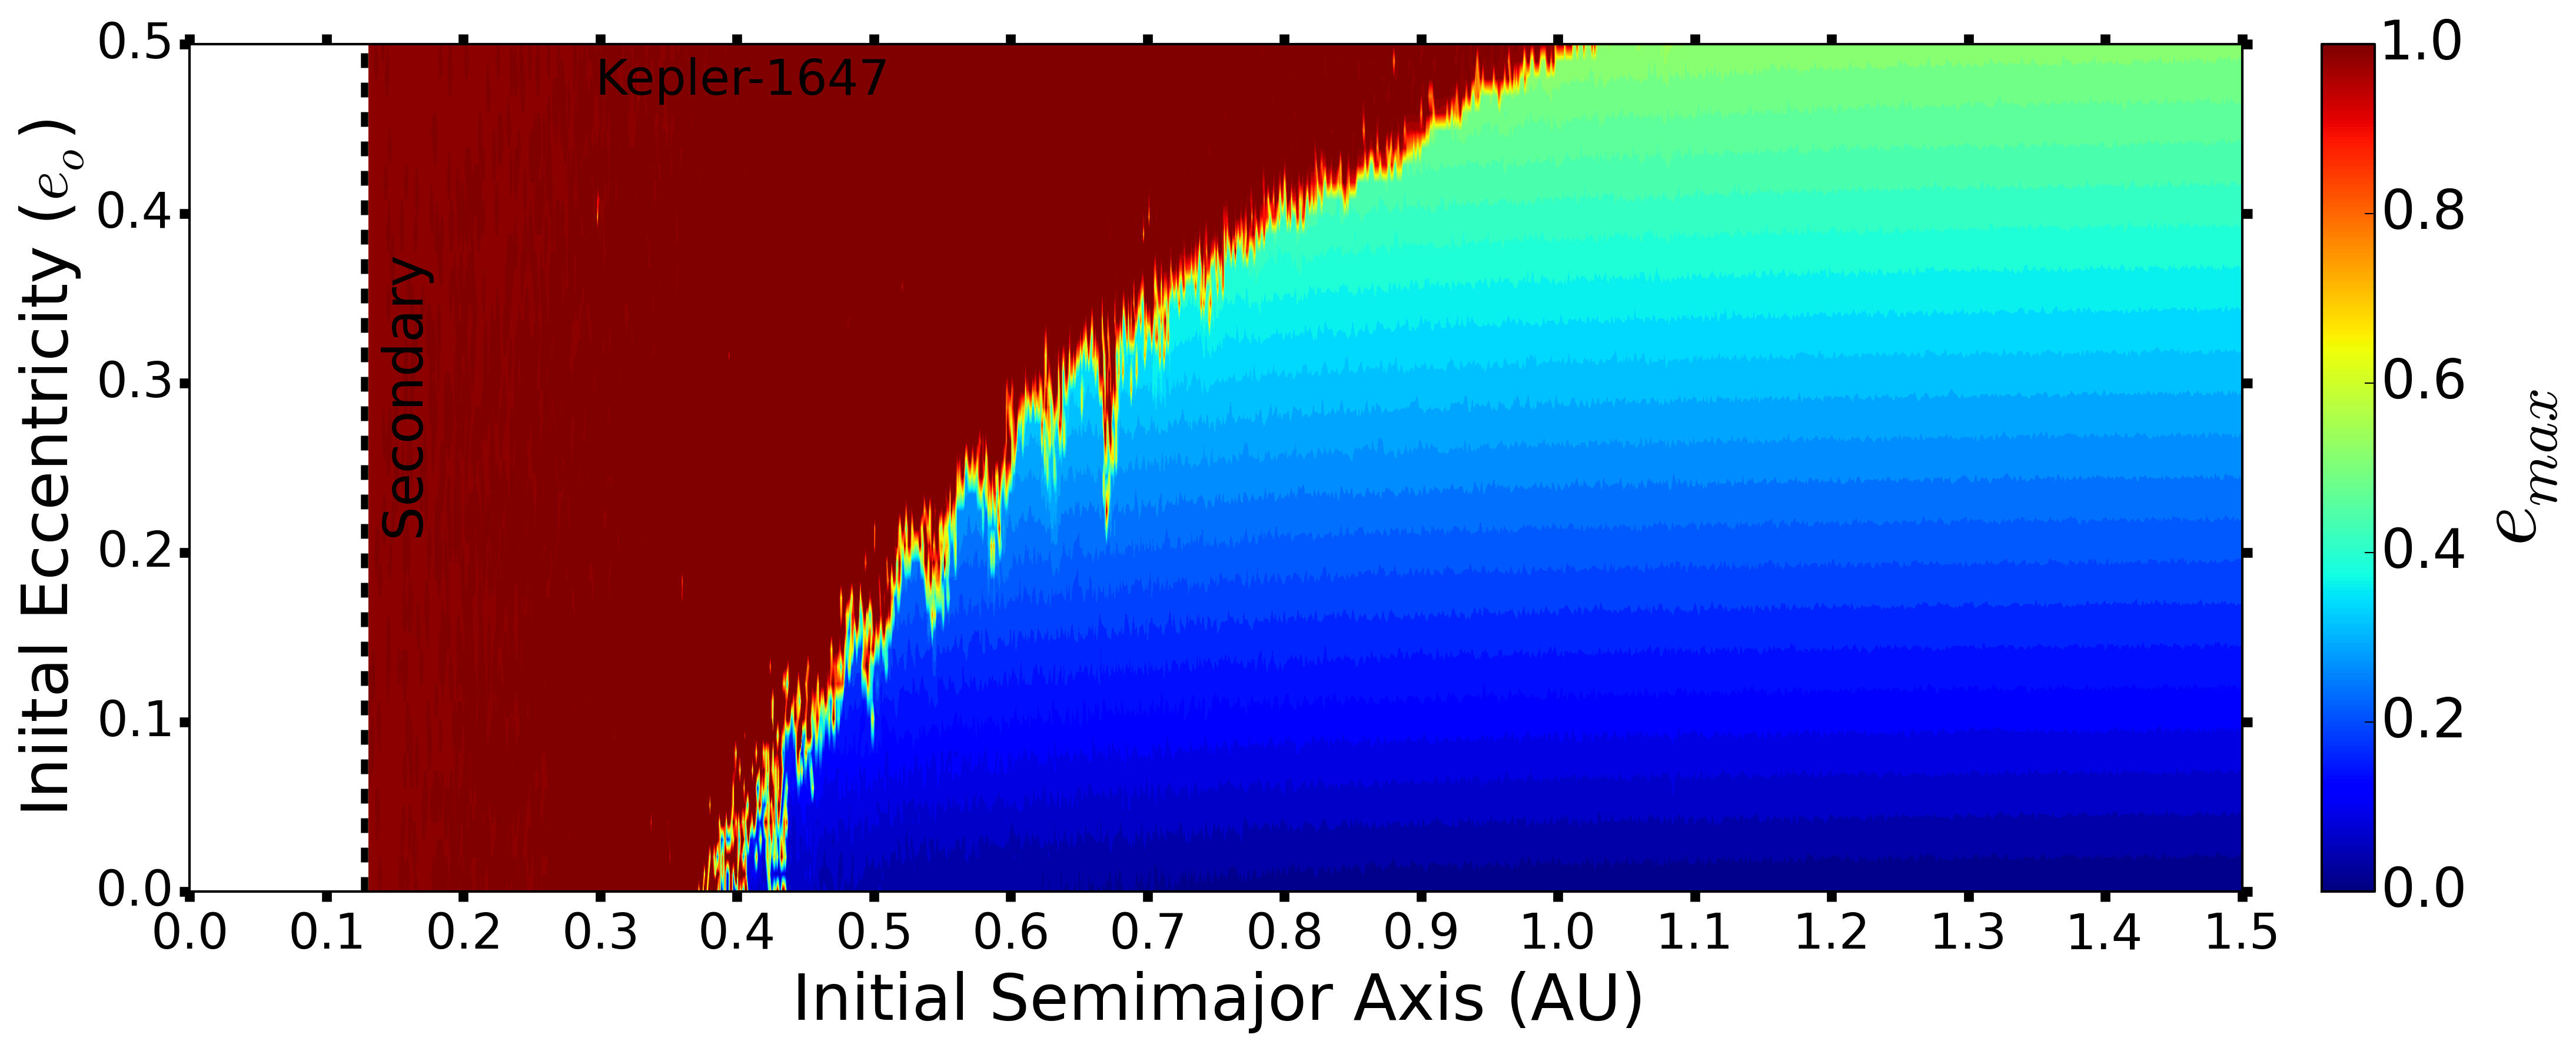 Kepler-1647
Secondary
Iniital Eccentricity (e_o)
0.5
0.4
0.3
0.2
0.1
0.0
0.0 0.1 0.2 0.3 0.4 0.5 0.6 0.7 0.8 0.9 1.0 1.1 1.2 1.3 1.4 1.5
Initial Semimajor Axis (AU)
1.0
0.8
0.6
0.4
0.2
0.0
e_max